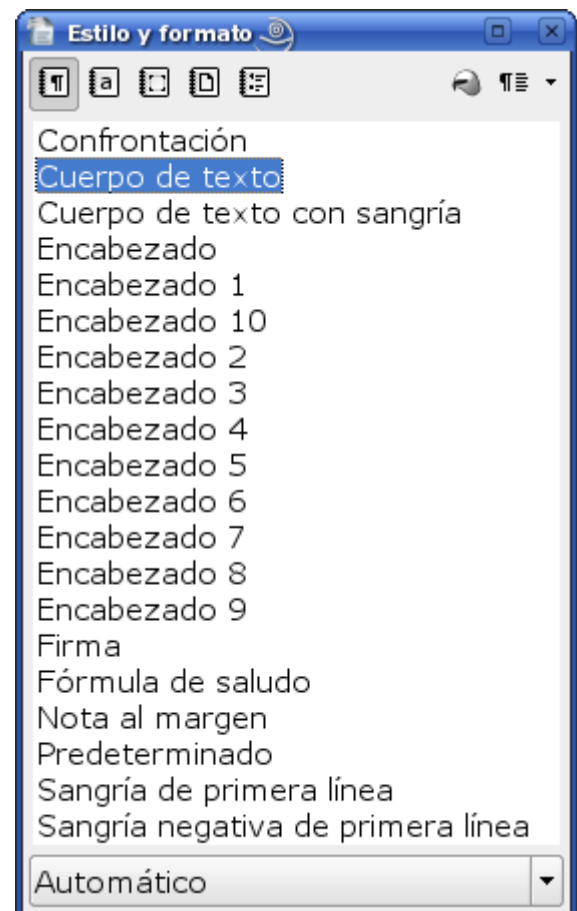 Estilo y formato
Confrontación
Cuerpo de texto
Cuerpo de texto con sangría
Encabezado
Encabezado 1
Encabezado 10
Encabezado 2
Encabezado 3
Encabezado 4
Encabezado 5
Encabezado 6
Encabezado 7
Encabezado 8
Encabezado 9
Firma
Fórmula de saludo
Nota al margen
Predeterminado
Sangría de primera línea
Sangría negativa de primera línea
Automático